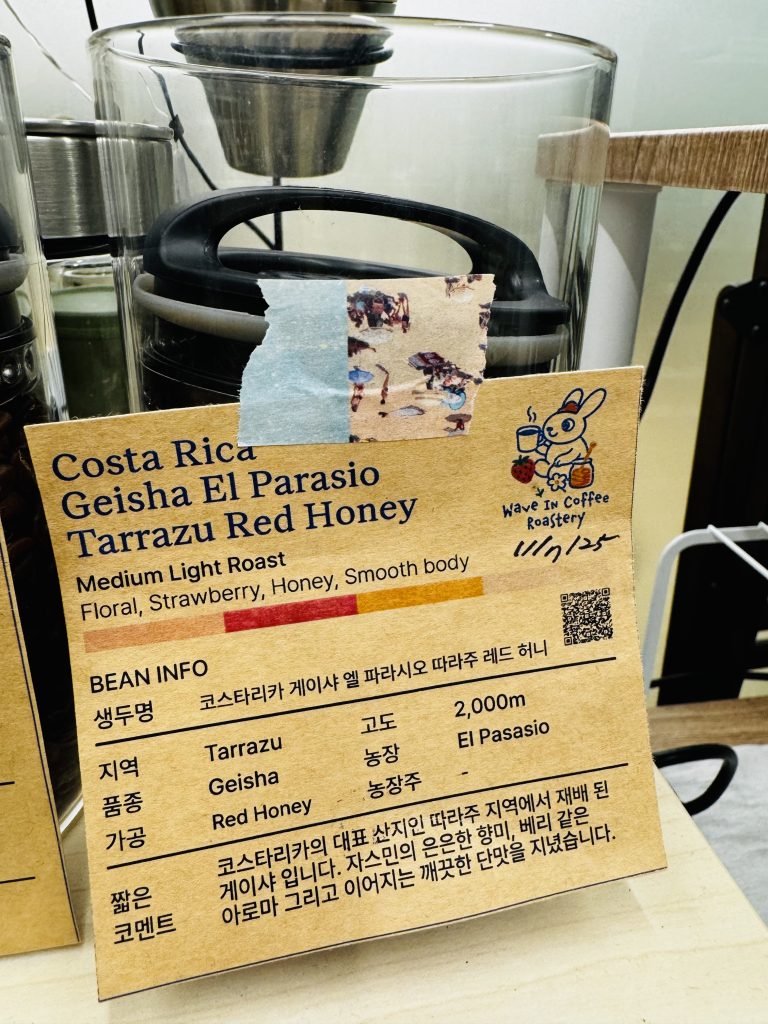 Costa Rica
Geisha El Parasio
Tarrazu Red Honey
Wave In Coffee
Roastery
11/7/25
Medium Light Roast
Floral, Strawberry, Honey, Smooth body
BEAN INFO
생두명 코스타리카 게이샤 엘 파라시오 따라주 레드 허니
지역 Tarrazu 고도 2,000m
품종 Geisha 농장 El Pasasio
가공 Red Honey 농장주 -
짧은
코멘트
코스타리카의 대표 산지인 따라주 지역에서 재배 된
게이샤 입니다. 자스민의 은은한 향미, 베리 같은
아로마 그리고 이어지는 깨끗한 단맛을 지녔습니다.